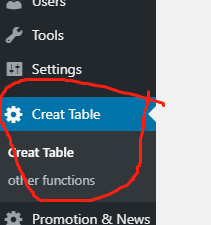 Users
Tools
Settings
Creat Table
Creat Table
other functions
Promotion & News